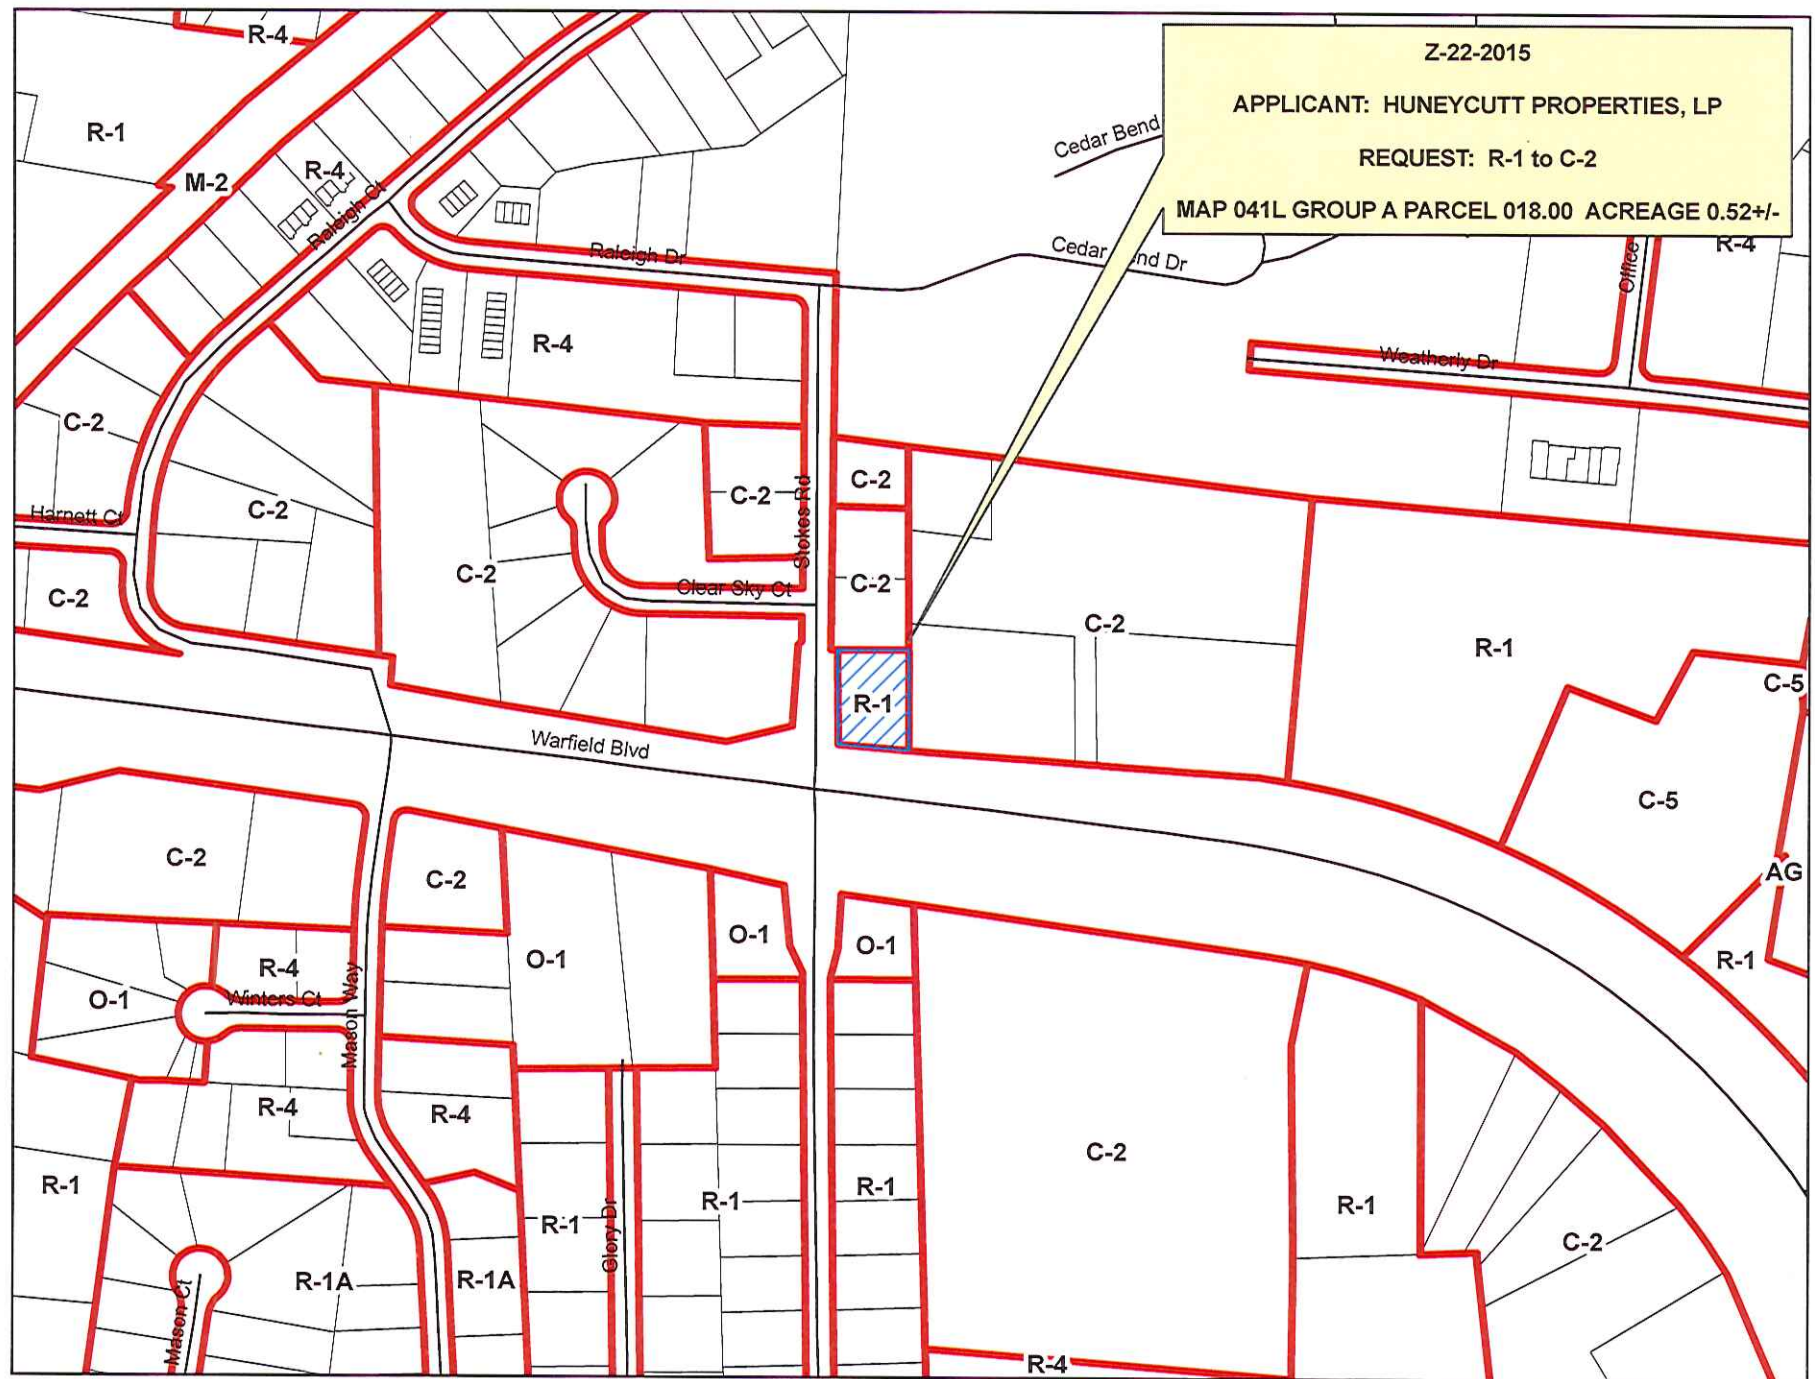 Z-22-2015
APPLICANT: HUNEYCUTT PROPERTIES, LP
REQUEST: R-1 to C-2
MAP 041L GROUP A PARCEL 018.00 ACREAGE 0.52+/-
R-4
R-1
M-2
R-4
Raleigh Ct
Cedar Bend
Raleigh Dr
Cedar
nd Dr
Office
R-4
R-4
Weatherly Dr
C-2
C-2
C-2
C-2
Stokes Rd
Harnett Ct
C-2
C-2
C-2
C-2
Clear Sky Ct
C-2
R-1
C-5
R-1
Warfield Blvd
C-5
C-2
C-2
AG
O-1
O-1
O-1
R-1
R-4
O-1
Winters Ct
Mason Way
R-4
R-4
C-2
R-1
R-1
R-1
R-1
R-1
Glory Dr
C-2
R-1A
R-1A
Mason Ct
R-4